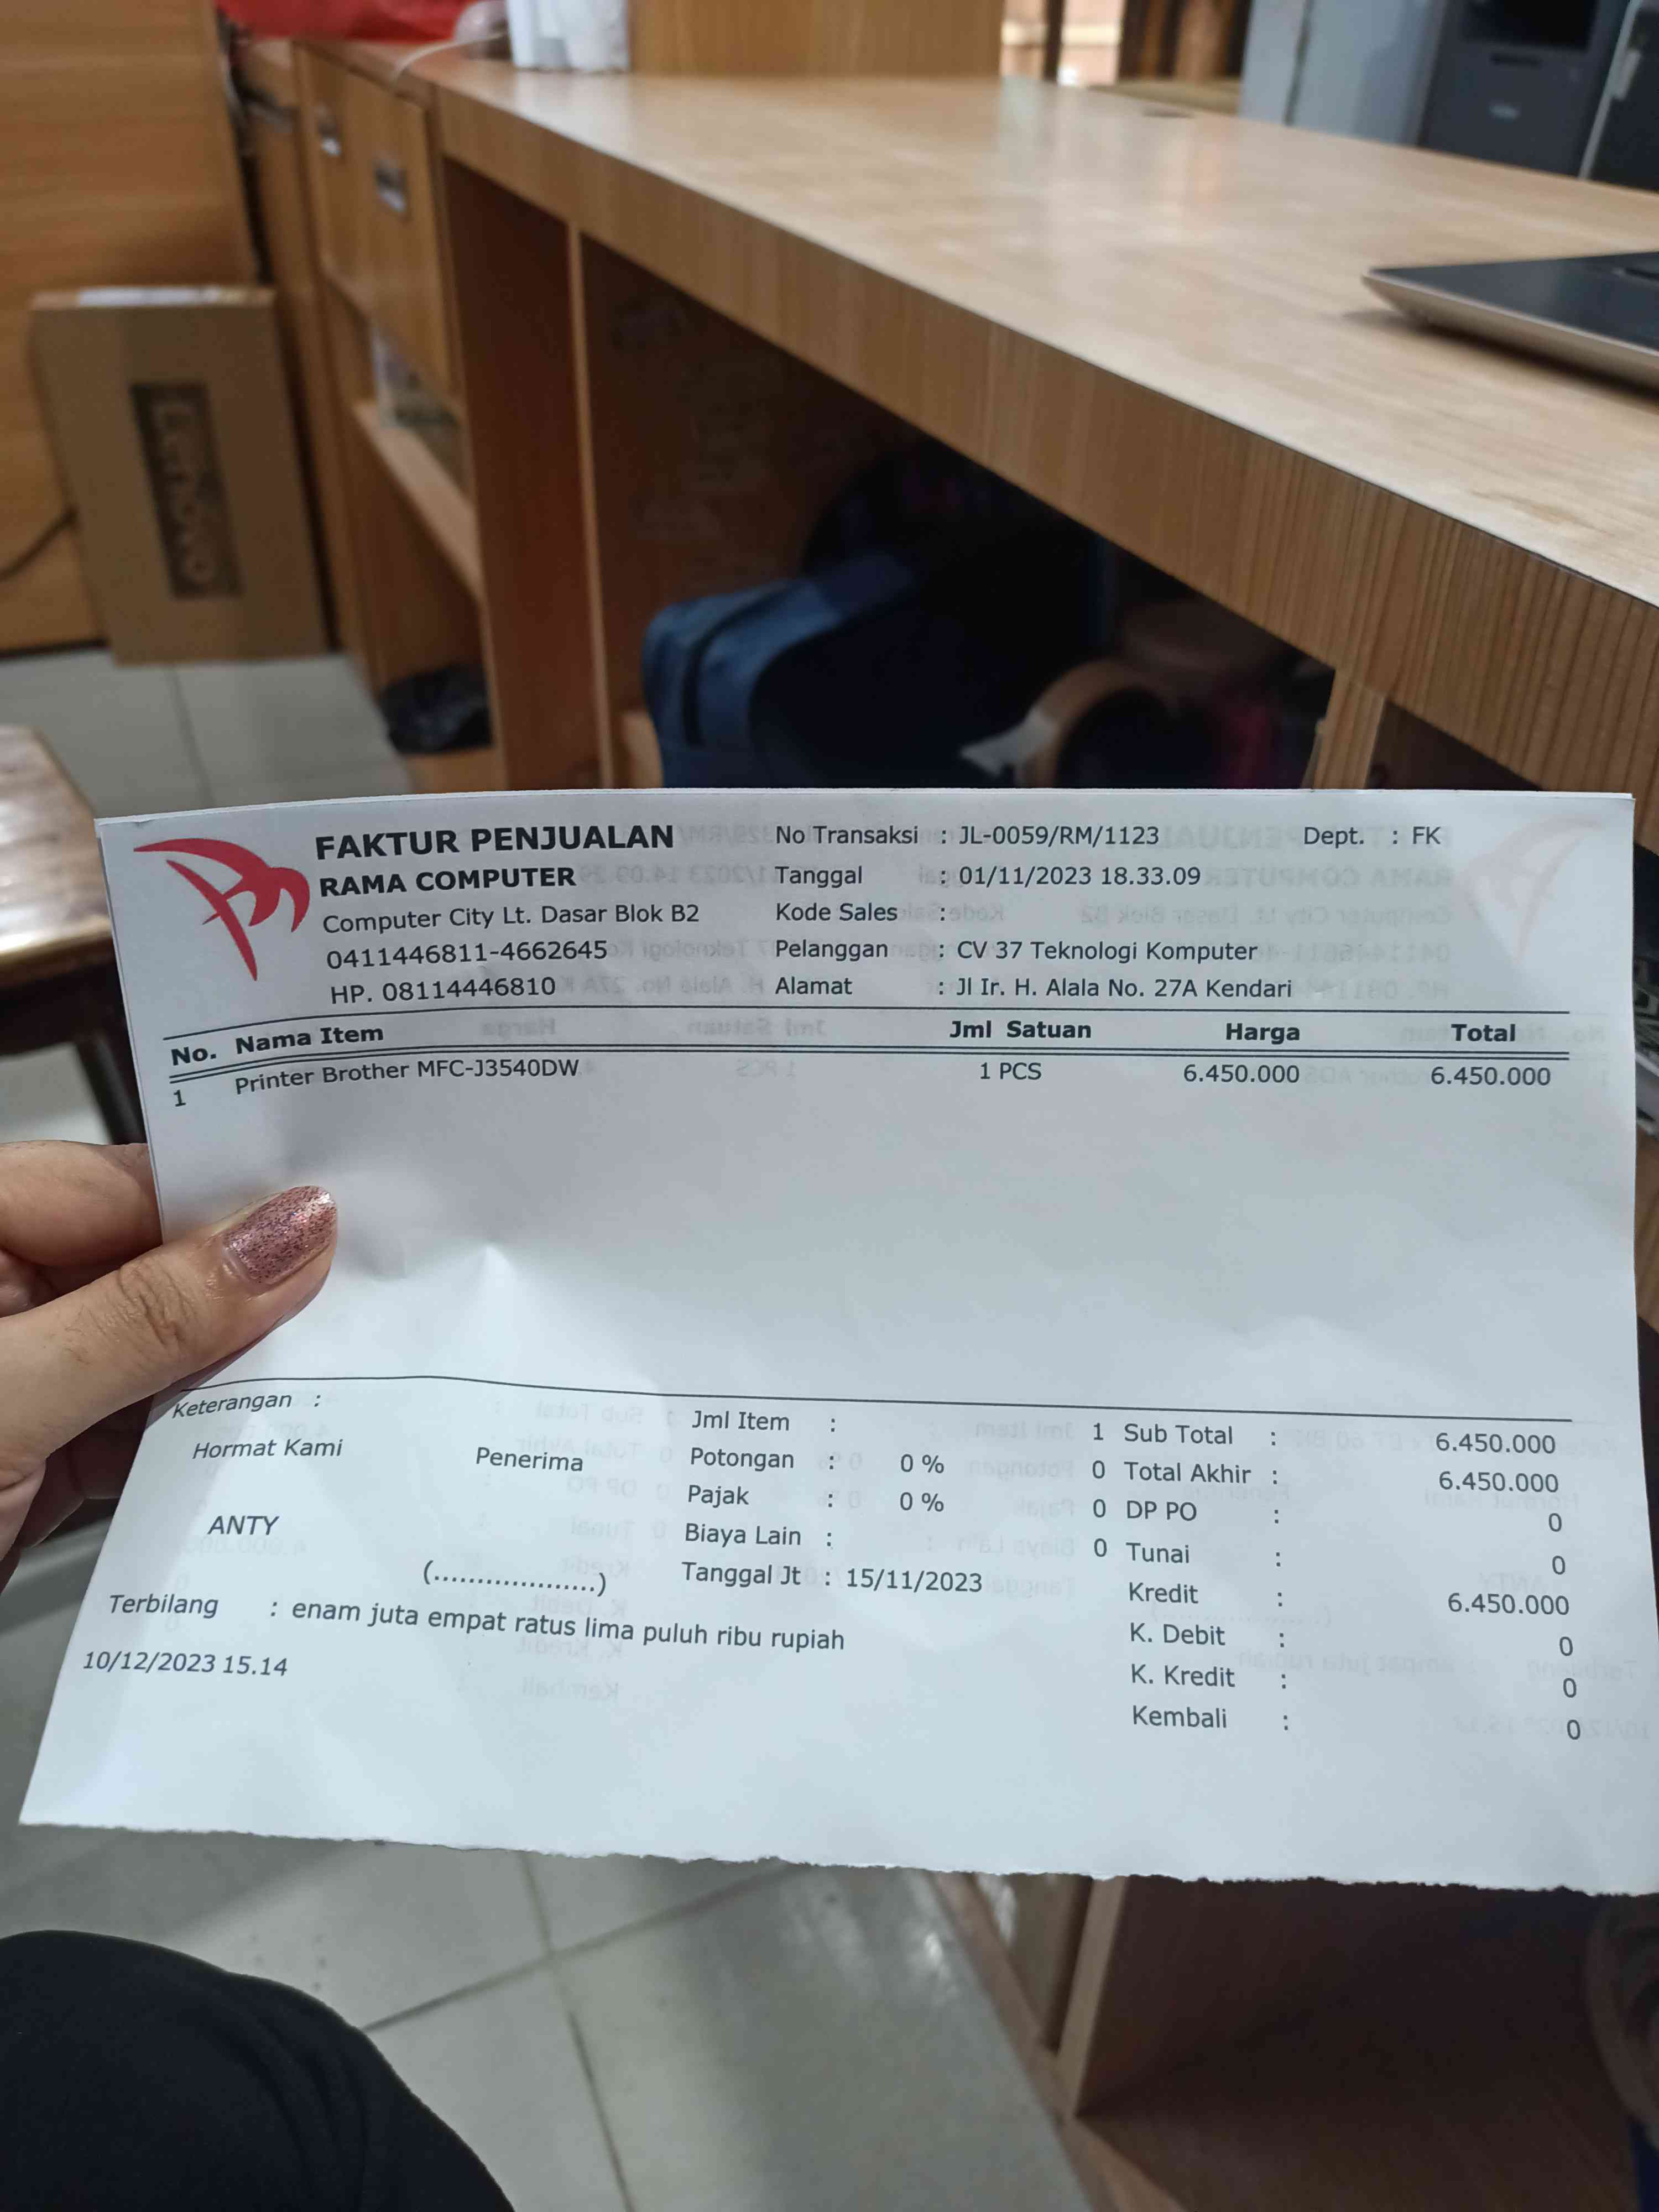 Lenovo
FAKTUR PENJUALAN
RAMA COMPUTER
Computer City Lt. Dasar Blok B2
0411446811-4662645
HP. 08114446810
No Transaksi : JL-0059/RM/1123
Tanggal : 01/11/2023 18.33.09
Kode Sales :
Pelanggan : CV 37 Teknologi Komputer
Alamat : Jl Ir. H. Alala No. 27A Kendari
Dept. : FK
No. Nama Item Jml Satuan Harga Total
1 Printer Brother MFC-J3540DW 1 PCS 6.450.000 6.450.000
Keterangan :
Hormat Kami
Penerima
ANTY
(...................)
Jml Item : 1
Potongan : 0 % 0
Pajak : 0 % 0
Biaya Lain : 0
Tanggal Jt : 15/11/2023
Sub Total : 6.450.000
Total Akhir : 6.450.000
DP PO : 0
Tunai : 0
Kredit : 6.450.000
K. Debit : 0
K. Kredit : 0
Kembali : 0
Terbilang : enam juta empat ratus lima puluh ribu rupiah
10/12/2023 15.14